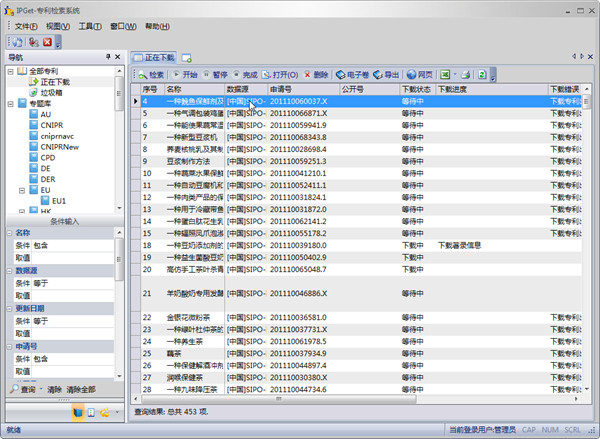 IPGet-专利检索系统
文件(F) 视图(V) 工具(T) 窗口(W) 帮助(H)
导航
全部专利
正在下载
垃圾箱
专题库
AU
CNIPR
cniprnavc
CNIPRNew
CPD
DE
DER
EU
EU1
HK
条件输入
名称
条件 包含
取值
数据源
条件 等于
取值
更新日期
条件 等于
取值
申请号
条件 包含
取值
查询 清除 清除全部
正在下载
检索 开始 暂停 完成 打开(O) 删除 电子卷 导出 网页
序号 名称 数据源 申请号 公开号 下载状态 下载进度 下载错误
4 一种鱿鱼保鲜剂及 [中国]SIPO- 201110060037.X 等待中 下载专利
5 一种气调包装鸡蛋 [中国]SIPO- 201110066871.X 等待中 下载专利
6 一种能使果蔬常温 [中国]SIPO- 201110059941.9 等待中 下载专利
7 一种新型豆浆机 [中国]SIPO- 201110068343.8 等待中 下载专利
8 荞麦核桃乳及其制 [中国]SIPO- 201110028698.4 等待中 下载专利
9 豆浆制作方法 [中国]SIPO- 201110059251.3 等待中 下载专利
10 一种蔬菜水果保鲜 [中国]SIPO- 201110041210.1 等待中 下载专利
11 一种自动豆腐机和 [中国]SIPO- 201110052411.1 等待中 下载专利
12 一种肉类产品的保 [中国]SIPO- 201110031824.1 等待中 下载专利
13 一种用于冷藏带鱼 [中国]SIPO- 201110031872.0 等待中 下载专利
14 一种蛋白肽花生乳 [中国]SIPO- 201110062141.2 等待中 下载专利
15 一种辐照凤爪泡沫 [中国]SIPO- 201110055178.2 等待中 下载专利
18 一种豆奶添加剂的 [中国]SIPO- 201110039180.0 下载中 下载著录信息
19 一种益生菌酸豆奶 [中国]SIPO- 201110050402.9 下载中
20 高仿手工茶叶杀青 [中国]SIPO- 201110065048.7 下载中
21 羊奶酸奶专用发酵 [中国]SIPO- 201110046886.X 等待中
22 金银花微粉茶 [中国]SIPO- 201110036581.0 等待中 下载专利
23 一种绿叶杜仲茶的 [中国]SIPO- 201110037731.X 等待中 下载专利
24 一种养生茶 [中国]SIPO- 201110061978.5 等待中 下载专利
25 藕茶 [中国]SIPO- 201110037934.9 等待中 下载专利
26 一种保健解酒冲剂 [中国]SIPO- 201110044897.4 等待中 下载专利
27 润喉保健茶 [中国]SIPO- 201110030380.X 等待中 下载专利
28 一种九味降压茶 [中国]SIPO- 201110044734.6 等待中 下载专利
查询结果: 总共 453 项.
就绪 当前登录用户:管理员 CAP NUM SCRL